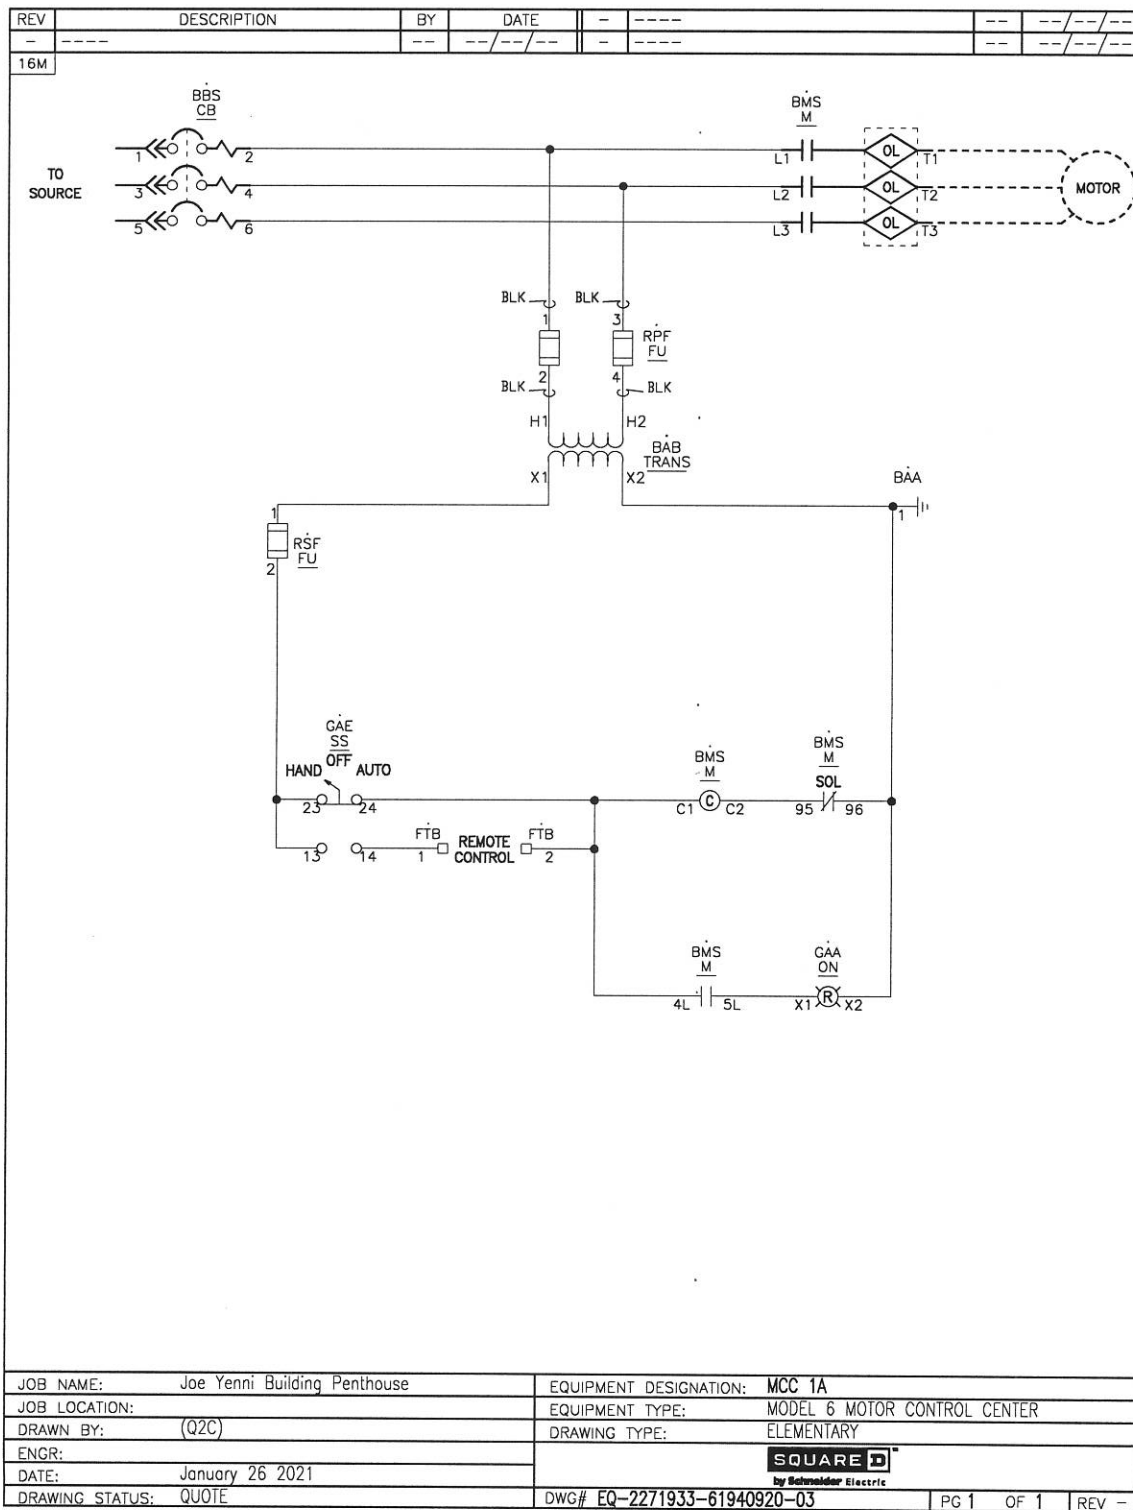 REV DESCRIPTION BY DATE - ---- -- --/--/--
- ---- -- --/--/-- - ---- -- --/--/--
16M
BBS
CB
BMS
M
1 2 L1 OL T1
TO
SOURCE
3 4 L2 OL T2 MOTOR
5 6 L3 OL T3
BLK BLK
1 3
RPF
FU
2 4
BLK BLK
H1 H2
BAB
TRANS
X1 X2
BAA
1 1
RSF
FU
2
GAE
SS
OFF
HAND AUTO
BMS
M
BMS
M
SOL
23 24 C1 C C2 95 96
FTB FTB
REMOTE
CONTROL
13 14 1 2
BMS
M
GAA
ON
4L 5L X1 R X2
JOB NAME: Joe Yenni Building Penthouse
JOB LOCATION:
DRAWN BY: (Q2C)
ENGR:
DATE: January 26 2021
DRAWING STATUS: QUOTE
EQUIPMENT DESIGNATION: MCC 1A
EQUIPMENT TYPE: MODEL 6 MOTOR CONTROL CENTER
DRAWING TYPE: ELEMENTARY
SQUARE D
by Schneider Electric
DWG# EQ-2271933-61940920-03 PG 1 OF 1 REV -